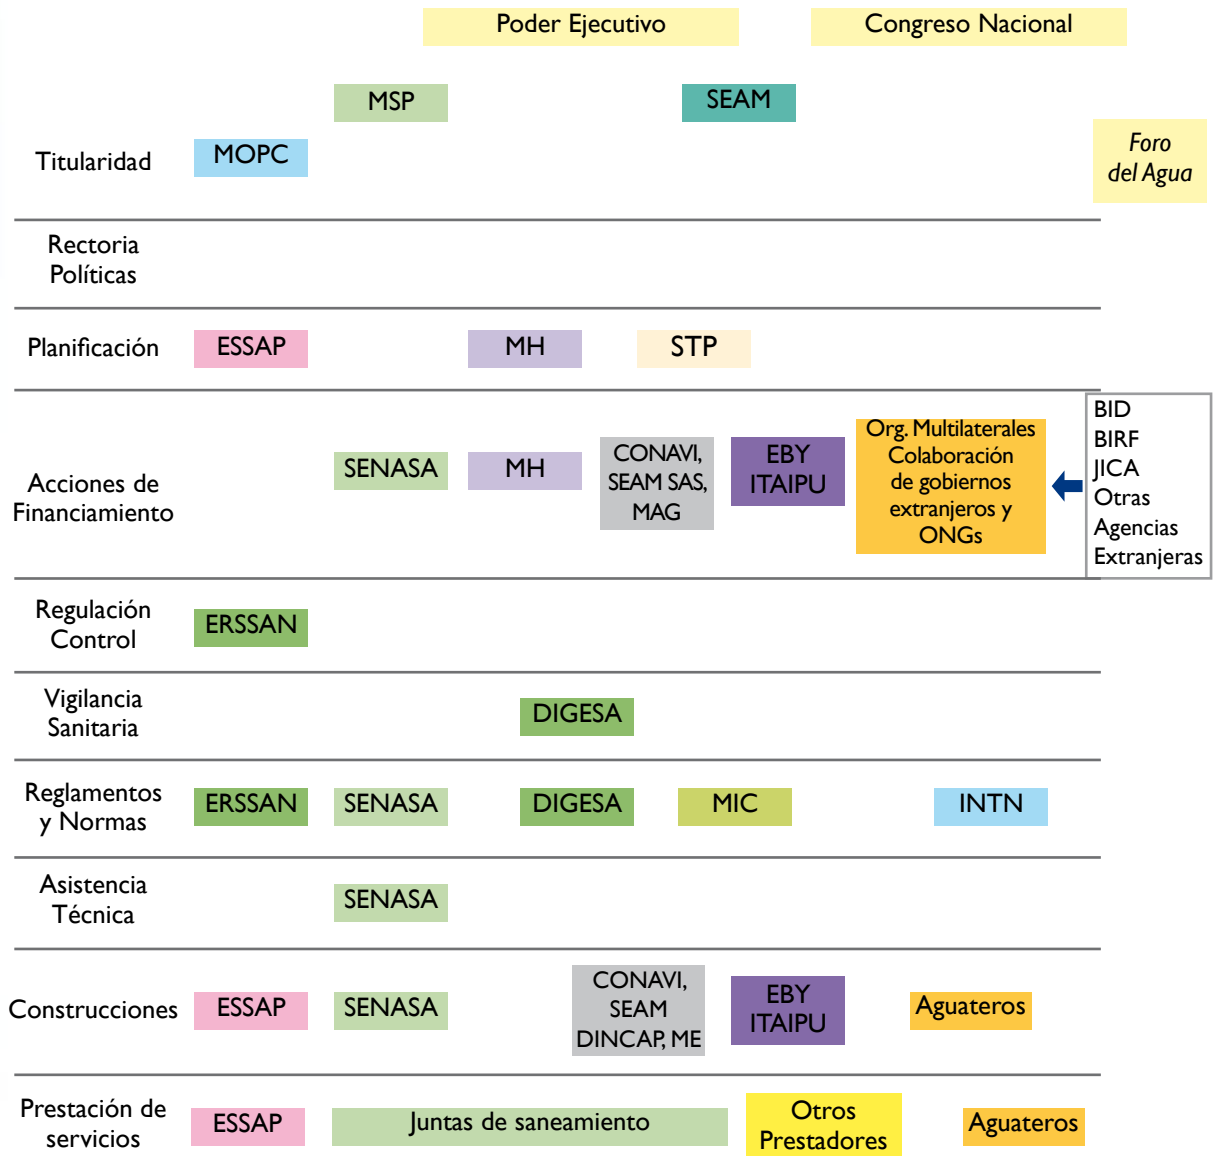 Poder Ejecutivo
Congreso Nacional
MSP
SEAM
Foro
del Agua
Titularidad
MOPC
Rectoria
Políticas
Planificación
ESSAP
MH
STP
Acciones de
Financiamiento
SENASA
MH
CONAVI,
SEAM SAS,
MAG
EBY
ITAIPU
Org. Multilaterales
Colaboración
de gobiernos
extranjeros y
ONGs
BID
BIRF
JICA
Otras
Agencias
Extranjeras
Regulación
Control
ERSSAN
Vigilancia
Sanitaria
DIGESA
Reglamentos
y Normas
ERSSAN
SENASA
DIGESA
MIC
INTN
Asistencia
Técnica
SENASA
Construcciones
ESSAP
SENASA
CONAVI,
SEAM
DINCAP, ME
EBY
ITAIPU
Aguateros
Prestación de
servicios
ESSAP
Juntas de saneamiento
Otros
Prestadores
Aguateros